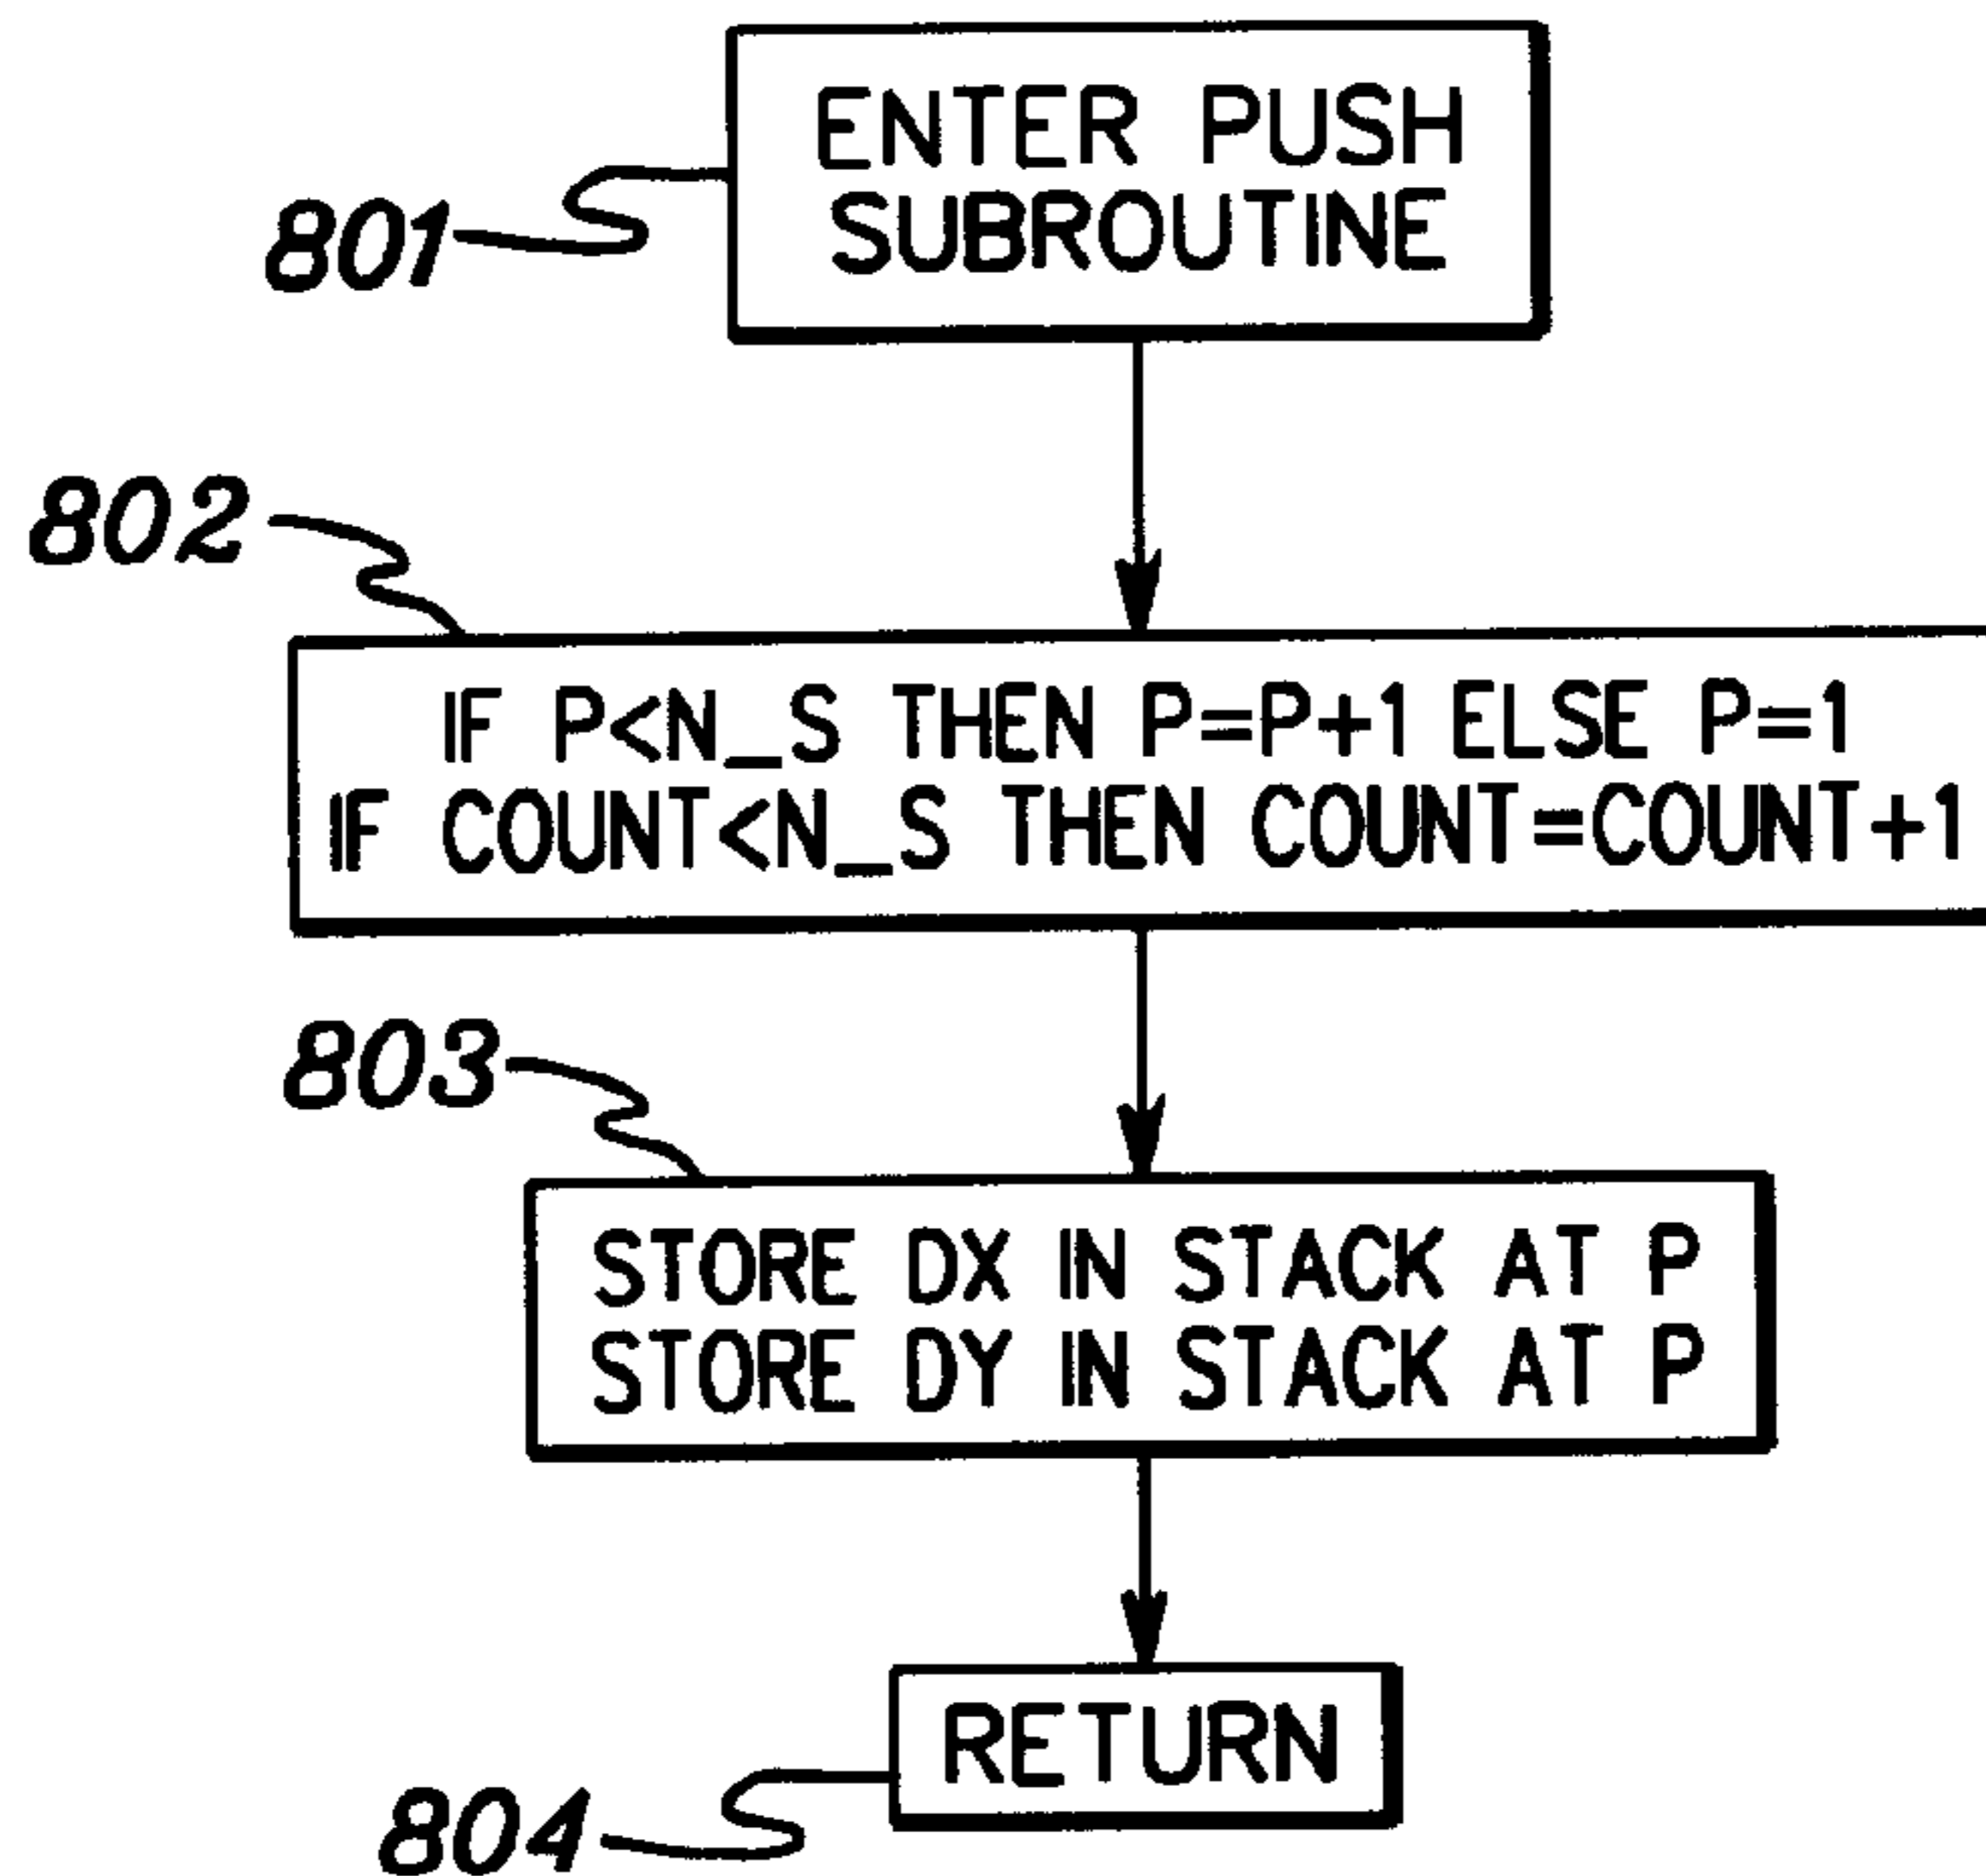 ENTER PUSH
SUBROUTINE
801
802
IF P<N_S THEN P=P+1 ELSE P=1
IF COUNT<N_S THEN COUNT=COUNT+1
803
STORE DX IN STACK AT P
STORE DY IN STACK AT P
RETURN
804